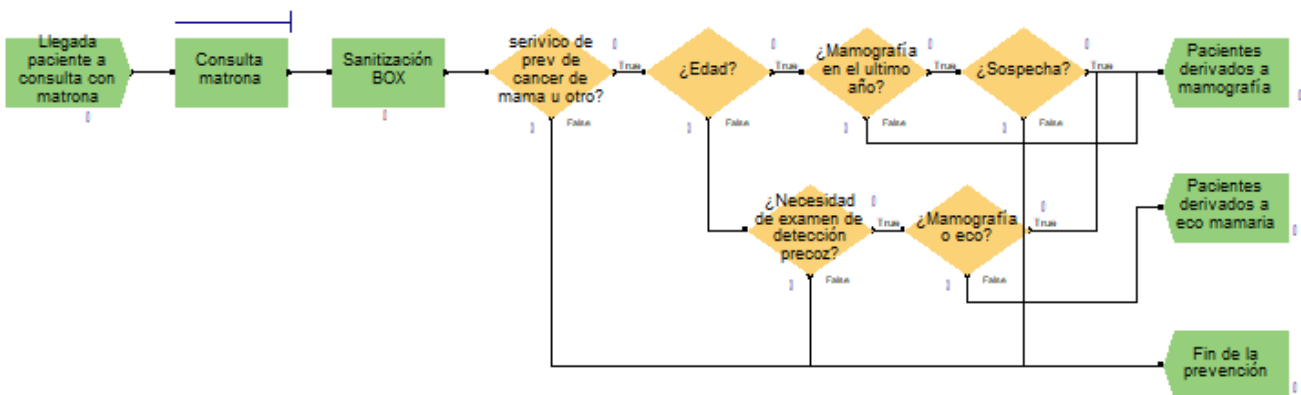 Llegada
paciente a
consulta con
matrona
Consulta
matrona
Sanitización
BOX
serivico de
prev de
cancer de
mama u otro?
True
False
¿Edad?
True
False
¿Mamografía
en el ultimo
año?
True
False
¿Sospecha?
True
False
Pacientes
derivados a
mamografía
¿Necesidad
de examen de
detección
precoz?
True
False
¿Mamografía
o eco?
True
False
Pacientes
derivados a
eco mamaria
Fin de la
prevención